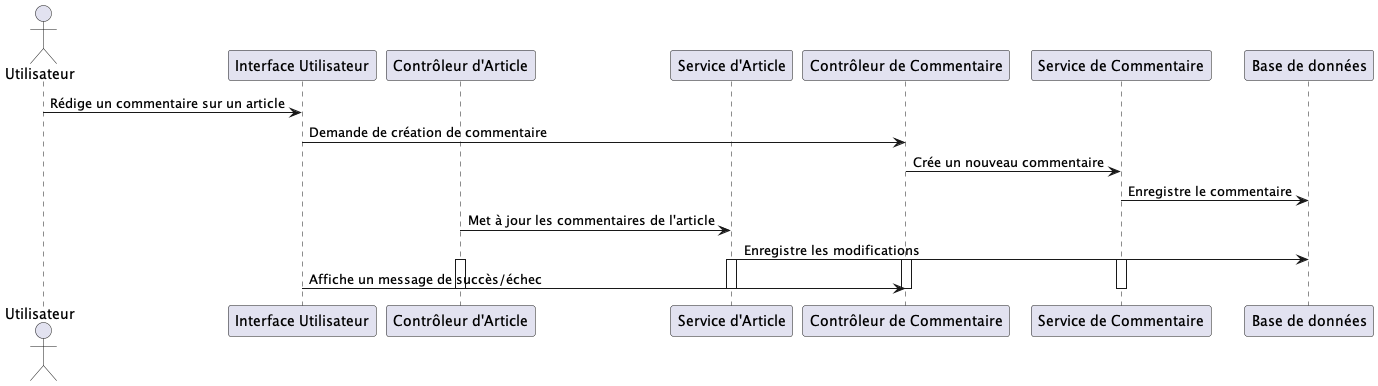 Utilisateur
Interface Utilisateur
Contrôleur d'Article
Service d'Article
Contrôleur de Commentaire
Service de Commentaire
Base de données
Rédige un commentaire sur un article
Demande de création de commentaire
Crée un nouveau commentaire
Enregistre le commentaire
Met à jour les commentaires de l'article
Enregistre les modifications
Affiche un message de succès/échec
Utilisateur
Interface Utilisateur
Contrôleur d'Article
Service d'Article
Contrôleur de Commentaire
Service de Commentaire
Base de données